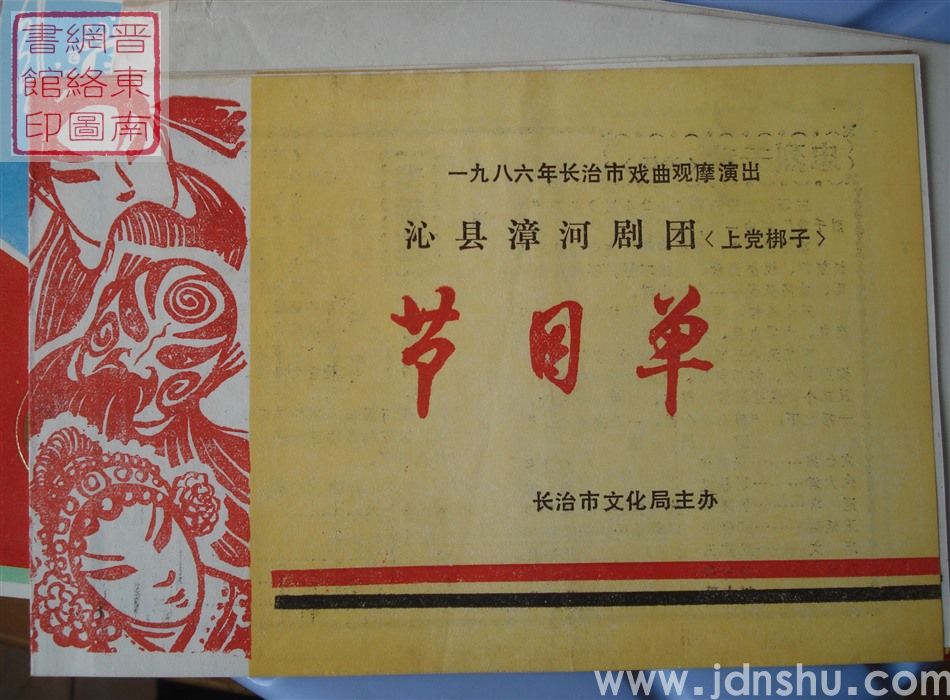 晋东南
網絡圖
書館印
一九八六年长治市戏曲观摩演出
沁县漳河剧团〈上党梆子〉
节目单
长治市文化局主办
www.jdnshu.com